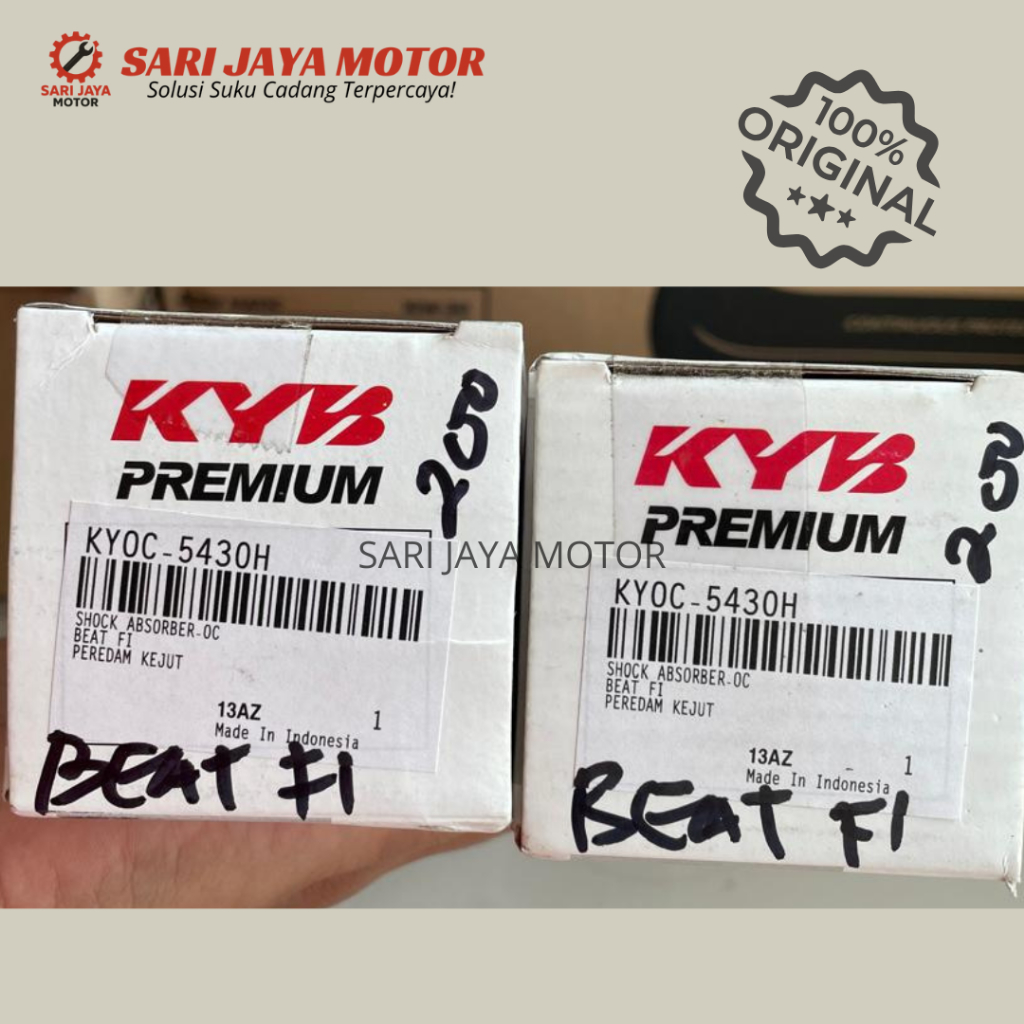 SARI JAYA
MOTOR
SARI JAYA MOTOR
Solusi Suku Cadang Terpercaya!
100%
ORIGINAL
KYB
PREMIUM
205
KYOC-5430H
SHOCK ABSORBER-OC
BEAT FI
PEREDAM KEJUT
13AZ
1
Made In Indonesia
BEAT FI
SARI JAYA MOTOR
KYB
PREMIUM
205
KYOC-5430H
SHOCK ABSORBER-OC
BEAT FI
PEREDAM KEJUT
13AZ
1
Made In Indonesia
BEAT FI